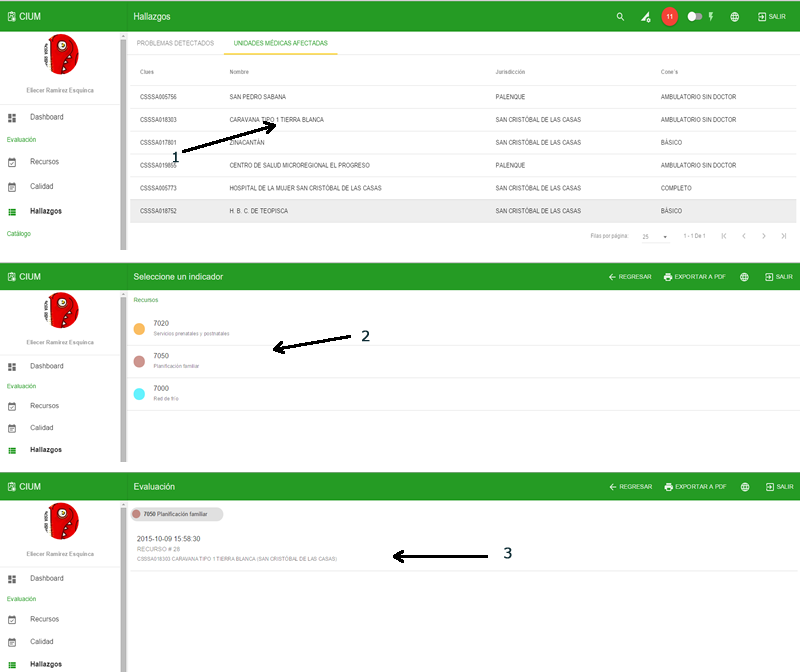 CIUM
Hallazgos
11
SALIR
PROBLEMAS DETECTADOS
UNIDADES MÉDICAS AFECTADAS
Eliecer Ramirez Esquinca
Dashboard
Evaluación
Recursos
Calidad
Hallazgos
Catálogo
Clues Nombre Jurisdicción Cone´s
CSSSA005756 SAN PEDRO SABANA PALENQUE AMBULATORIO SIN DOCTOR
CSSSA018303 CARAVANA TIPO 1 TIERRA BLANCA SAN CRISTÓBAL DE LAS CASAS AMBULATORIO SIN DOCTOR
CSSSA017801 ZINACANTÁN SAN CRISTÓBAL DE LAS CASAS BÁSICO
1
CSSSA019855 CENTRO DE SALUD MICROREGIONAL EL PROGRESO PALENQUE AMBULATORIO SIN DOCTOR
CSSSA005773 HOSPITAL DE LA MUJER SAN CRISTÓBAL DE LAS CASAS SAN CRISTÓBAL DE LAS CASAS COMPLETO
CSSSA018752 H. B. C. DE TEOPISCA SAN CRISTÓBAL DE LAS CASAS BÁSICO
Filas por página: 25 1 - 1 De 1
CIUM
Seleccione un indicador
REGRESAR
EXPORTAR A PDF
SALIR
Eliecer Ramirez Esquinca
Dashboard
Evaluación
Recursos
Calidad
Hallazgos
Recursos
7020
Servicios prenatales y postnatales
2
7050
Planificación familiar
7000
Red de frío
CIUM
Evaluación
REGRESAR
EXPORTAR A PDF
SALIR
Eliecer Ramirez Esquinca
Dashboard
Evaluación
Recursos
Calidad
Hallazgos
7050 Planificación familiar
2015-10-09 15:58:30
RECURSO # 28
CSSSA018303 CARAVANA TIPO 1 TIERRA BLANCA (SAN CRISTÓBAL DE LAS CASAS)
3